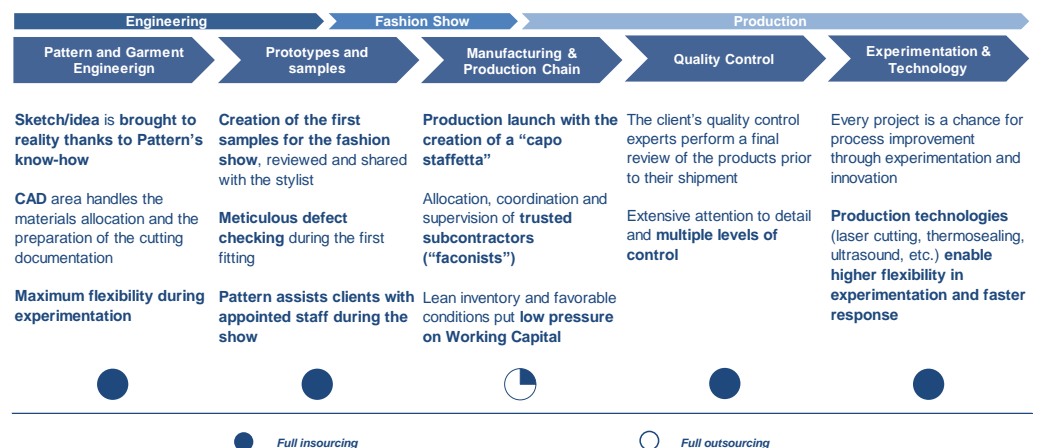 Engineering
Fashion Show
Production
Pattern and Garment
Engineerign
Prototypes and
samples
Manufacturing &
Production Chain
Quality Control
Experimentation &
Technology
Sketch/idea is brought to
reality thanks to Pattern's
know-how
CAD area handles the
materials allocation and the
preparation of the cutting
documentation
Maximum flexibility during
experimentation
Creation of the first
samples for the fashion
show, reviewed and shared
with the stylist
Meticulous defect
checking during the first
fitting
Pattern assists clients with
appointed staff during the
show
Production launch with the
creation of a “capo
staffetta”
Allocation, coordination and
supervision of trusted
subcontractors
(“faconists”)
Lean inventory and favorable
conditions put low pressure
on Working Capital
The client's quality control
experts perform a final
review of the products prior
to their shipment
Extensive attention to detail
and multiple levels of
control
Every project is a chance for
process improvement
through experimentation and
innovation
Production technologies
(laser cutting, thermosealing,
ultrasound, etc.) enable
higher flexibility in
experimentation and faster
response
Full insourcing
Full outsourcing